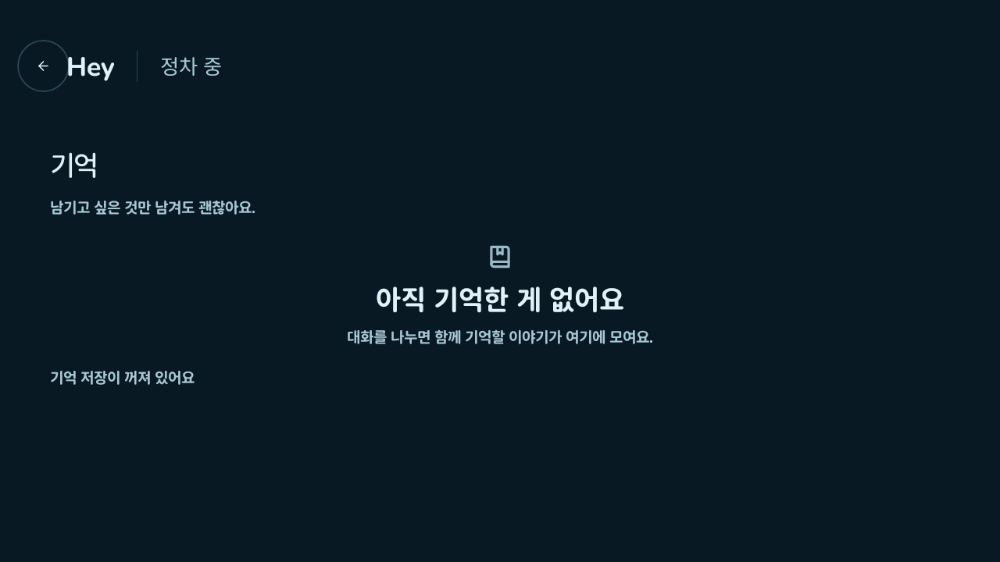 Hey
정차 중
기억
남기고 싶은 것만 남겨도 괜찮아요.
아직 기억한 게 없어요
대화를 나누면 함께 기억할 이야기가 여기에 모여요.
기억 저장이 꺼져 있어요